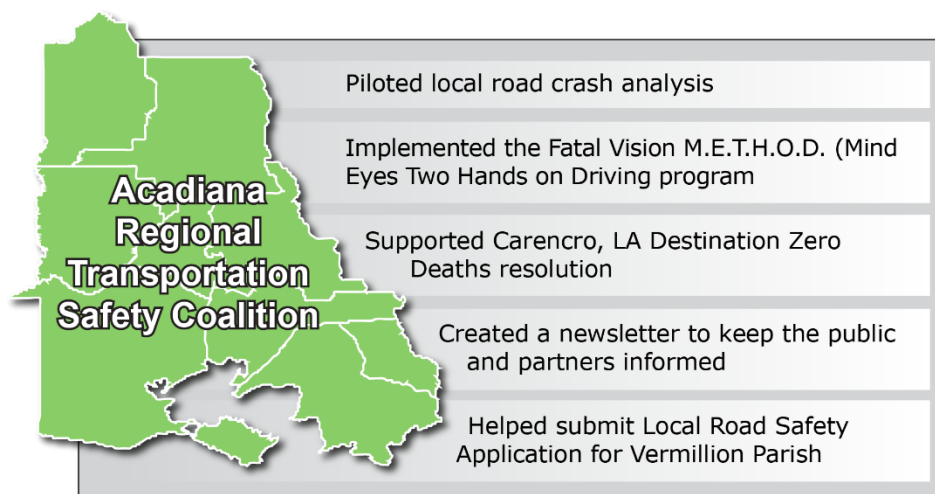 Acadiana
Regional
Transportation
Safety Coalition
Piloted local road crash analysis
Implemented the Fatal Vision M.E.T.H.O.D. (Mind
Eyes Two Hands on Driving program
Supported Carencro, LA Destination Zero
Deaths resolution
Created a newsletter to keep the public
and partners informed
Helped submit Local Road Safety
Application for Vermillion Parish